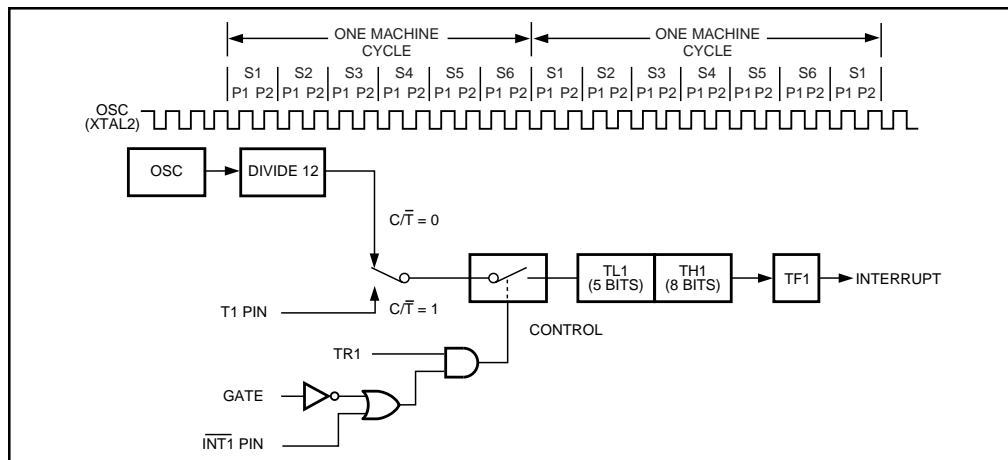 ONE MACHINE CYCLE ONE MACHINE CYCLE
S1 S2 S3 S4 S5 S6 S1 S2 S3 S4 S5 S6 S1
P1 P2 P1 P2 P1 P2 P1 P2 P1 P2 P1 P2 P1 P2 P1 P2 P1 P2 P1 P2 P1 P2 P1 P2 P1 P2
OSC
(XTAL2)
OSC DIVIDE 12
C/T̅ = 0
TL1
(5 BITS)
TH1
(8 BITS)
TF1 INTERRUPT
T1 PIN C/T̅ = 1
CONTROL
TR1
GATE
I̅N̅T̅1̅ PIN